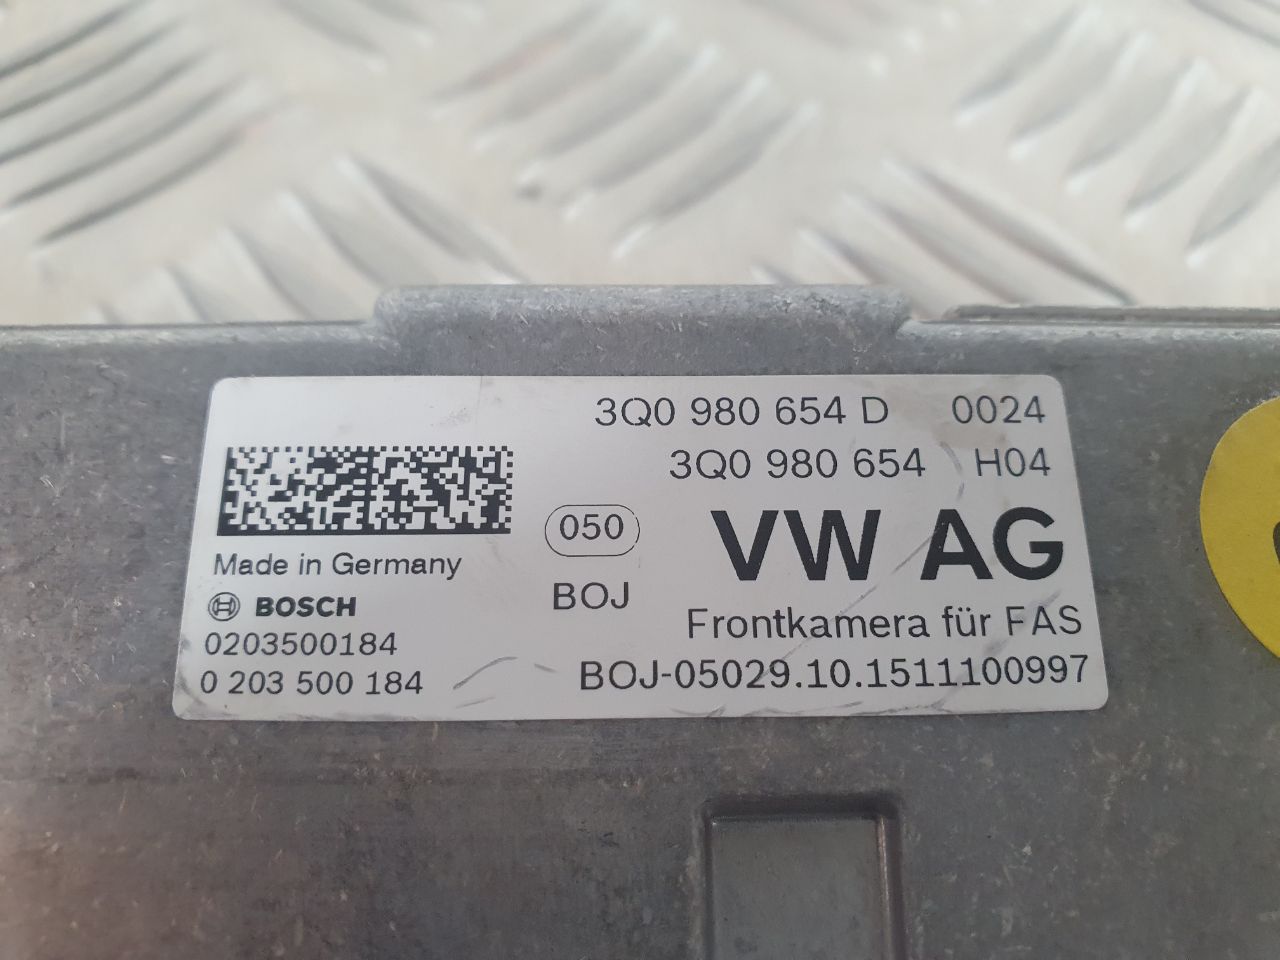 3Q0 980 654 D 0024
3Q0 980 654 H04
050
VW AG
Made in Germany
BOSCH
BOJ
Frontkamera für FAS
0203500184
0 203 500 184
BOJ-05029.10.1511100997